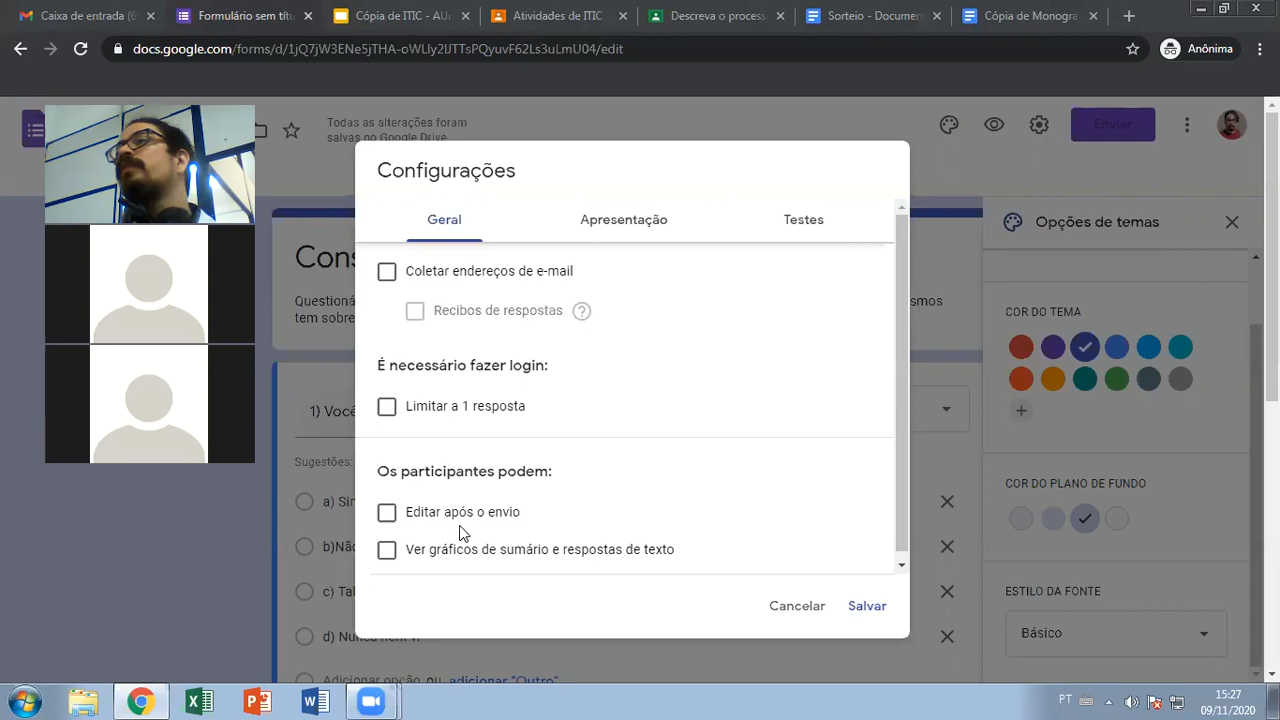 Caixa de entrada (6
Formulário sem tít
Cópia de ITIC - AU
Atividades de ITIC
Descreva o process
Sorteio - Documen
Cópia de Monogra
docs.google.com/forms/d/1jQ7jW3ENe5jTHA-oWLly2lJTTsPQyuvF62Ls3uLmU04/edit
Anônima
Todas as alterações foram
salvas no Google Drive
Enviar
Configurações
Geral
Apresentação
Testes
Opções de temas
Cons
Questioná
ismos
tem sobre
Coletar endereços de e-mail
Recibos de respostas
?
COR DO TEMA
É necessário fazer login:
Limitar a 1 resposta
1) Você
Sugestões:
Os participantes podem:
COR DO PLANO DE FUNDO
a) Sin
Editar após o envio
b)Não
Ver gráficos de sumário e respostas de texto
c) Tal
ESTILO DA FONTE
Cancelar
Salvar
Básico
d) Nunca nem vi
Adicionar opção ou adicionar "Outro"
PT
15:27
09/11/2020